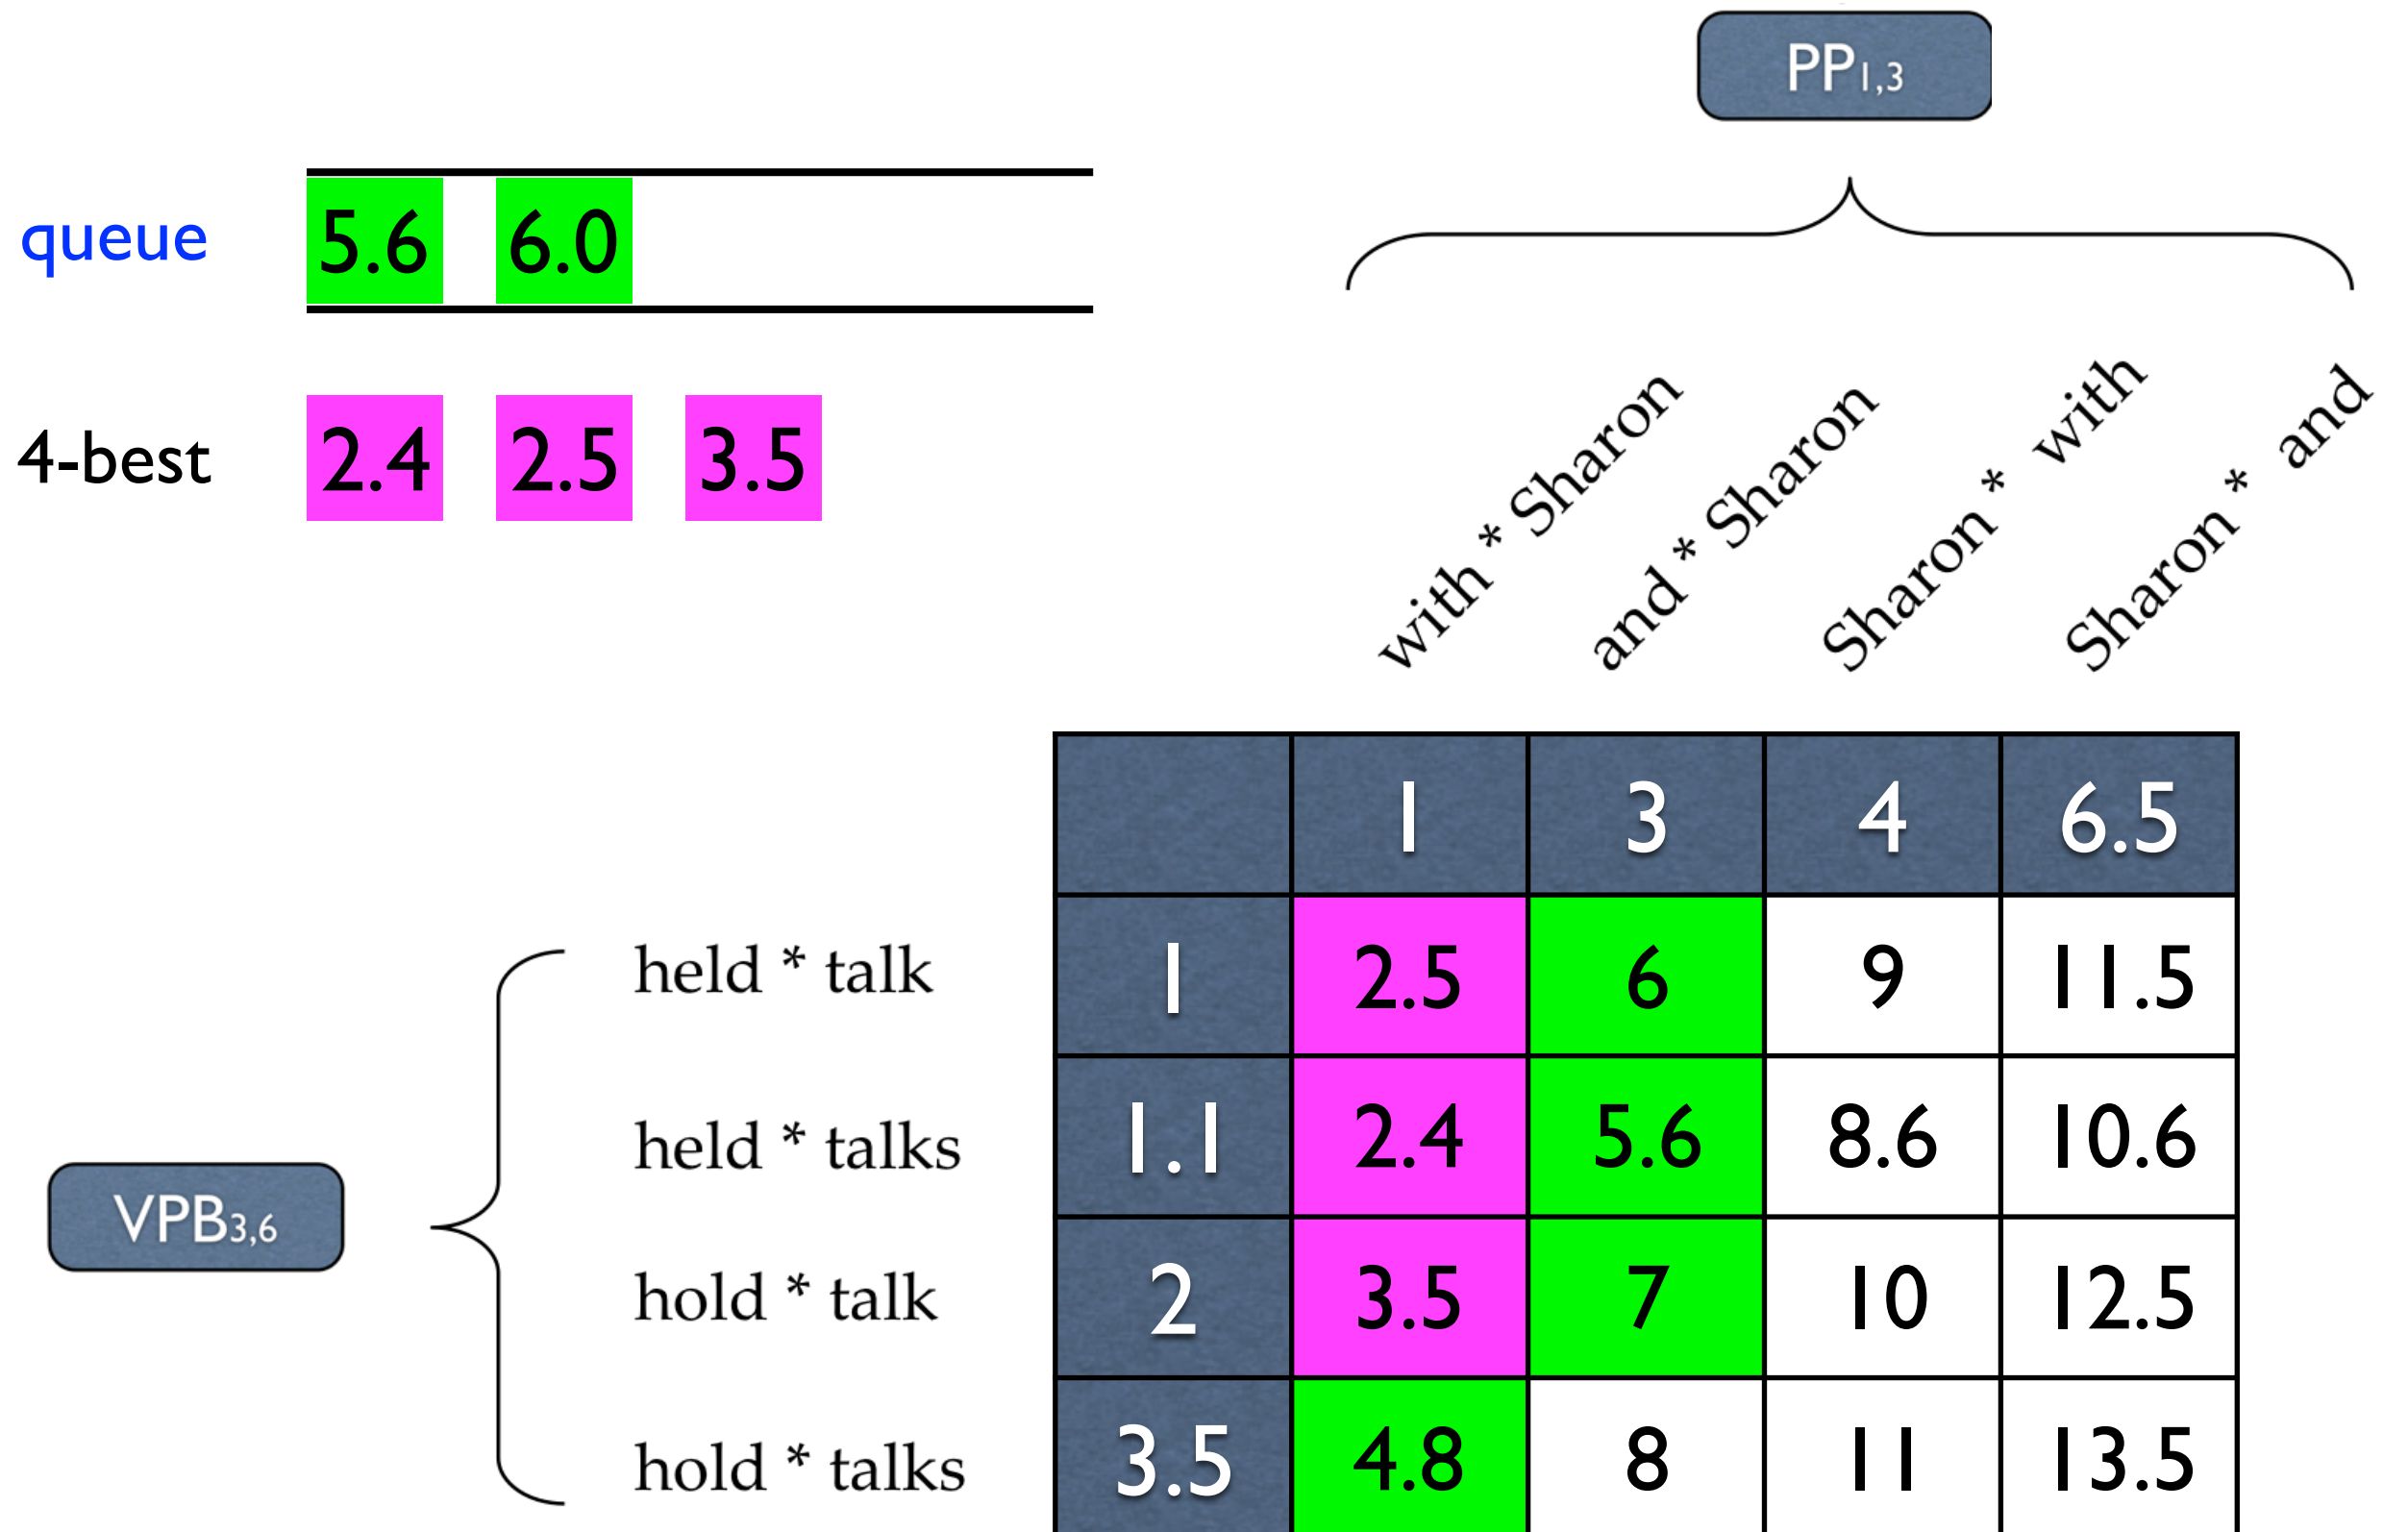 PP1,3
queue 5.6 6.0
4-best 2.4 2.5 3.5
with * Sharon
and * Sharon
Sharon * with
Sharon * and
1 3 4 6.5
held * talk 1 2.5 6 9 11.5
held * talks 1.1 2.4 5.6 8.6 10.6
VPB3,6
hold * talk 2 3.5 7 10 12.5
hold * talks 3.5 4.8 8 11 13.5